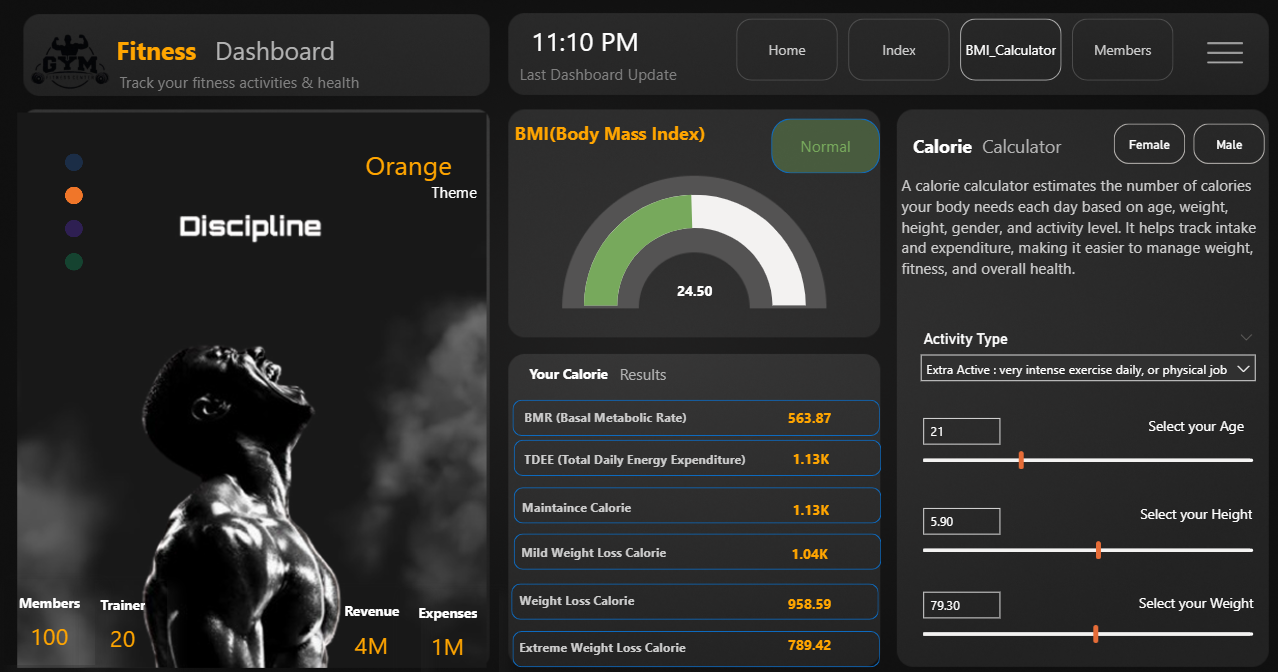 GYM
Fitness Dashboard
Track your fitness activities & health
11:10 PM
Last Dashboard Update
Home
Index
BMI_Calculator
Members
Orange
Theme
Discipline
Members
100
Trainer
20
Revenue
4M
Expenses
1M
BMI(Body Mass Index)
Normal
24.50
Your Calorie Results
BMR (Basal Metabolic Rate) 563.87
TDEE (Total Daily Energy Expenditure) 1.13K
Maintaince Calorie 1.13K
Mild Weight Loss Calorie 1.04K
Weight Loss Calorie 958.59
Extreme Weight Loss Calorie 789.42
Calorie Calculator
Female
Male
A calorie calculator estimates the number of calories
your body needs each day based on age, weight,
height, gender, and activity level. It helps track intake
and expenditure, making it easier to manage weight,
fitness, and overall health.
Activity Type
Extra Active : very intense exercise daily, or physical job
21
Select your Age
5.90
Select your Height
79.30
Select your Weight